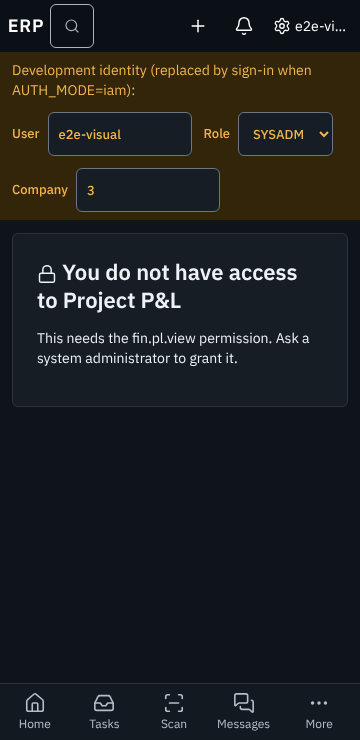 ERP
e2e-vi...
Development identity (replaced by sign-in when
AUTH_MODE=iam):
User e2e-visual Role SYSADM
Company 3
You do not have access
to Project P&L
This needs the fin.pl.view permission. Ask a
system administrator to grant it.
Home Tasks Scan Messages More